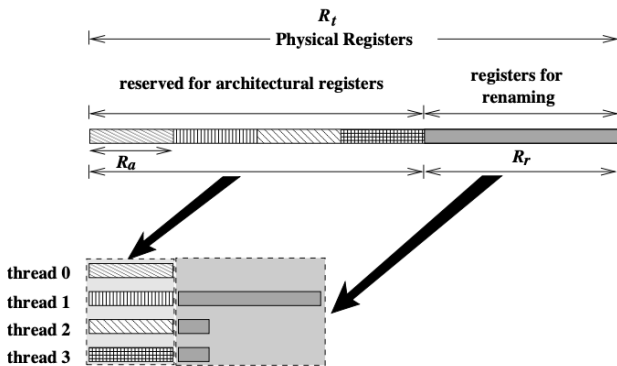 R_t
Physical Registers
reserved for architectural registers
registers for
renaming
R_a
R_r
thread 0
thread 1
thread 2
thread 3